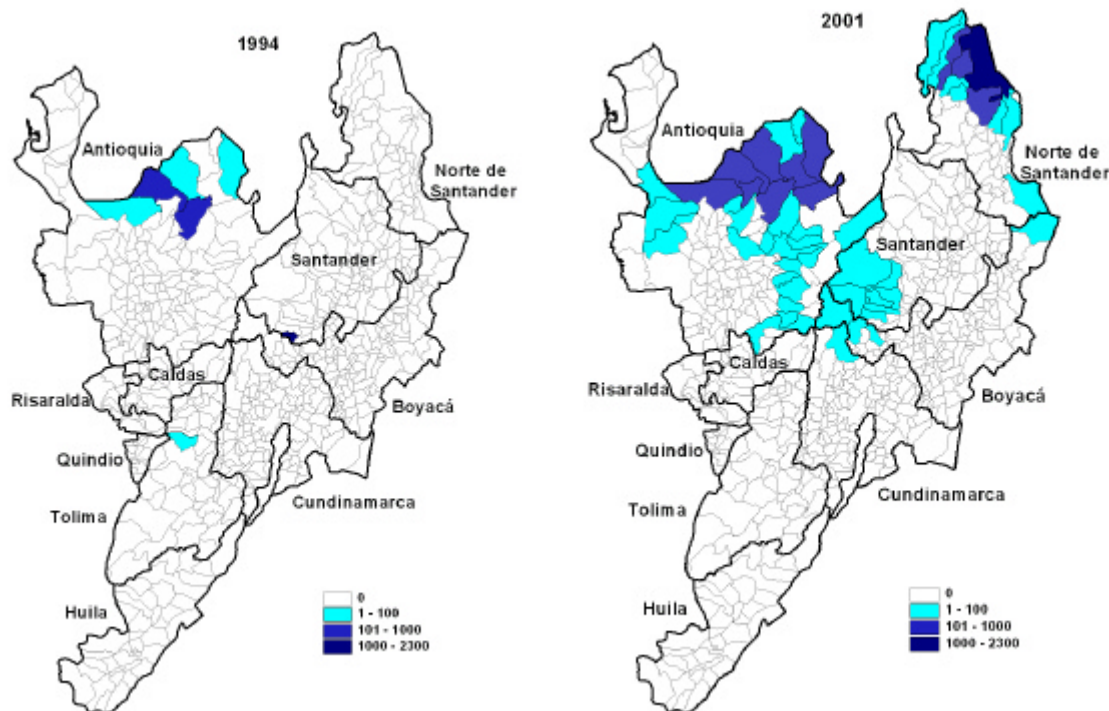 1994
Antioquia
Norte de
Santander
Santander
Caldas
Risaralda
Boyacá
Quindio
Cundinamarca
Tolima
Huila
0
1 - 100
101 - 1000
1000 - 2300
2001
Antioquia
Norte de
Santander
Santander
Caldas
Risaralda
Boyacá
Quindio
Cundinamarca
Tolima
Huila
0
1 - 100
101 - 1000
1000 - 2300